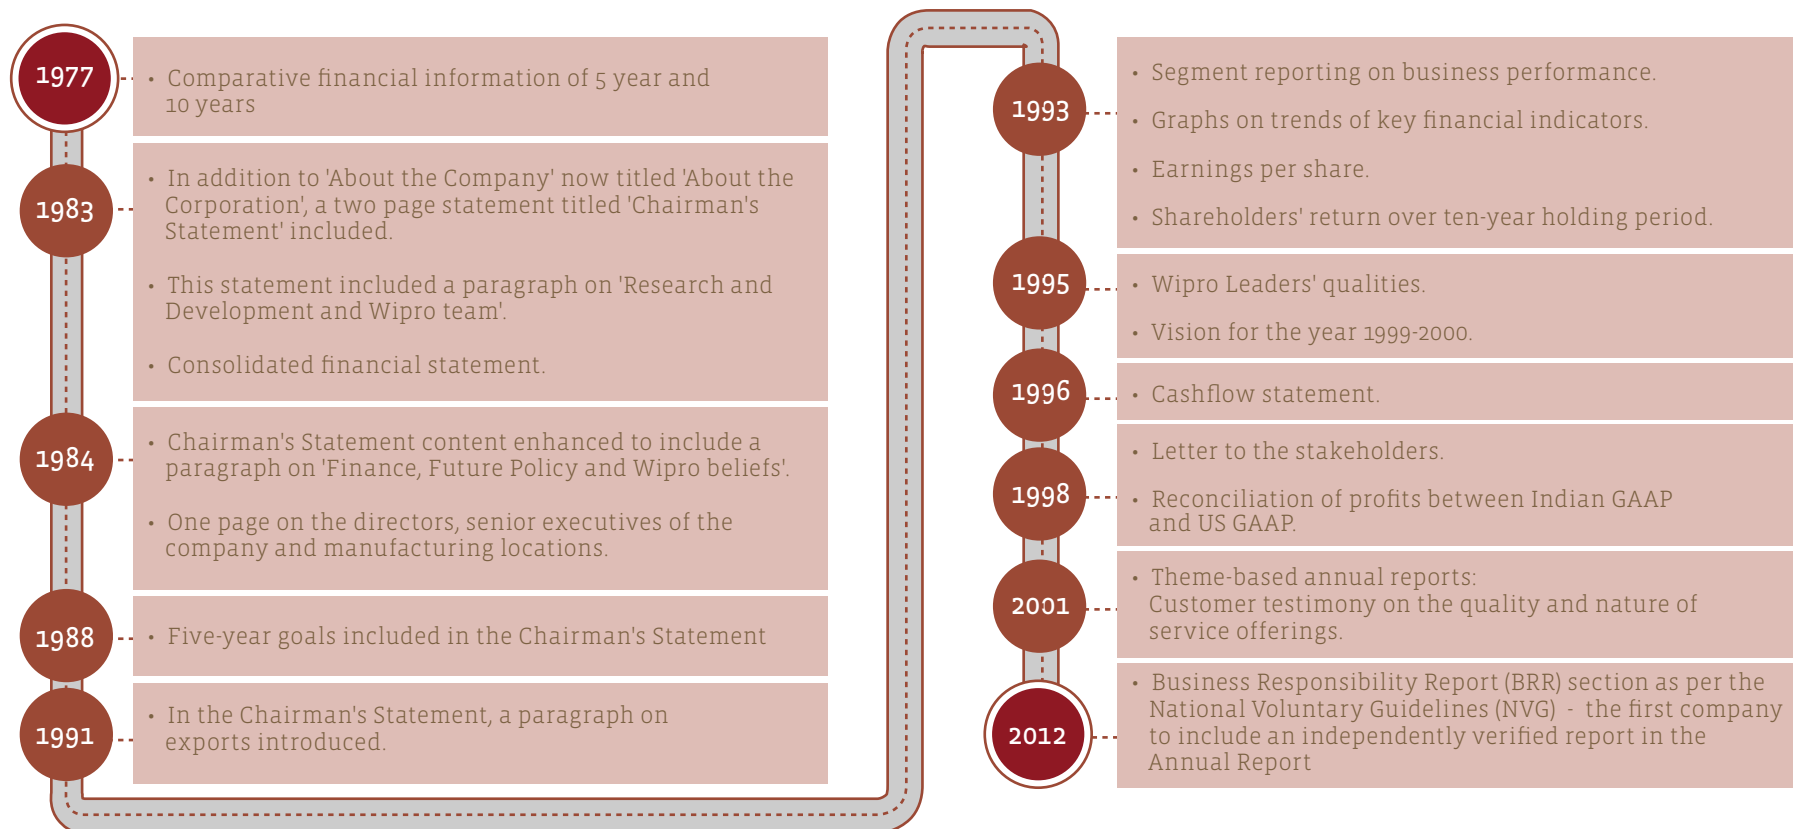 1977
• Comparative financial information of 5 year and
10 years
1983
• In addition to 'About the Company' now titled 'About the
Corporation', a two page statement titled 'Chairman's
Statement' included.
• This statement included a paragraph on 'Research and
Development and Wipro team'.
• Consolidated financial statement.
1984
• Chairman's Statement content enhanced to include a
paragraph on 'Finance, Future Policy and Wipro beliefs'.
• One page on the directors, senior executives of the
company and manufacturing locations.
1988
• Five-year goals included in the Chairman's Statement
1991
• In the Chairman's Statement, a paragraph on
exports introduced.
1993
• Segment reporting on business performance.
• Graphs on trends of key financial indicators.
• Earnings per share.
• Shareholders' return over ten-year holding period.
1995
• Wipro Leaders' qualities.
• Vision for the year 1999-2000.
1996
• Cashflow statement.
1998
• Letter to the stakeholders.
• Reconciliation of profits between Indian GAAP
and US GAAP.
2001
• Theme-based annual reports:
Customer testimony on the quality and nature of
service offerings.
2012
• Business Responsibility Report (BRR) section as per the
National Voluntary Guidelines (NVG) - the first company
to include an independently verified report in the
Annual Report